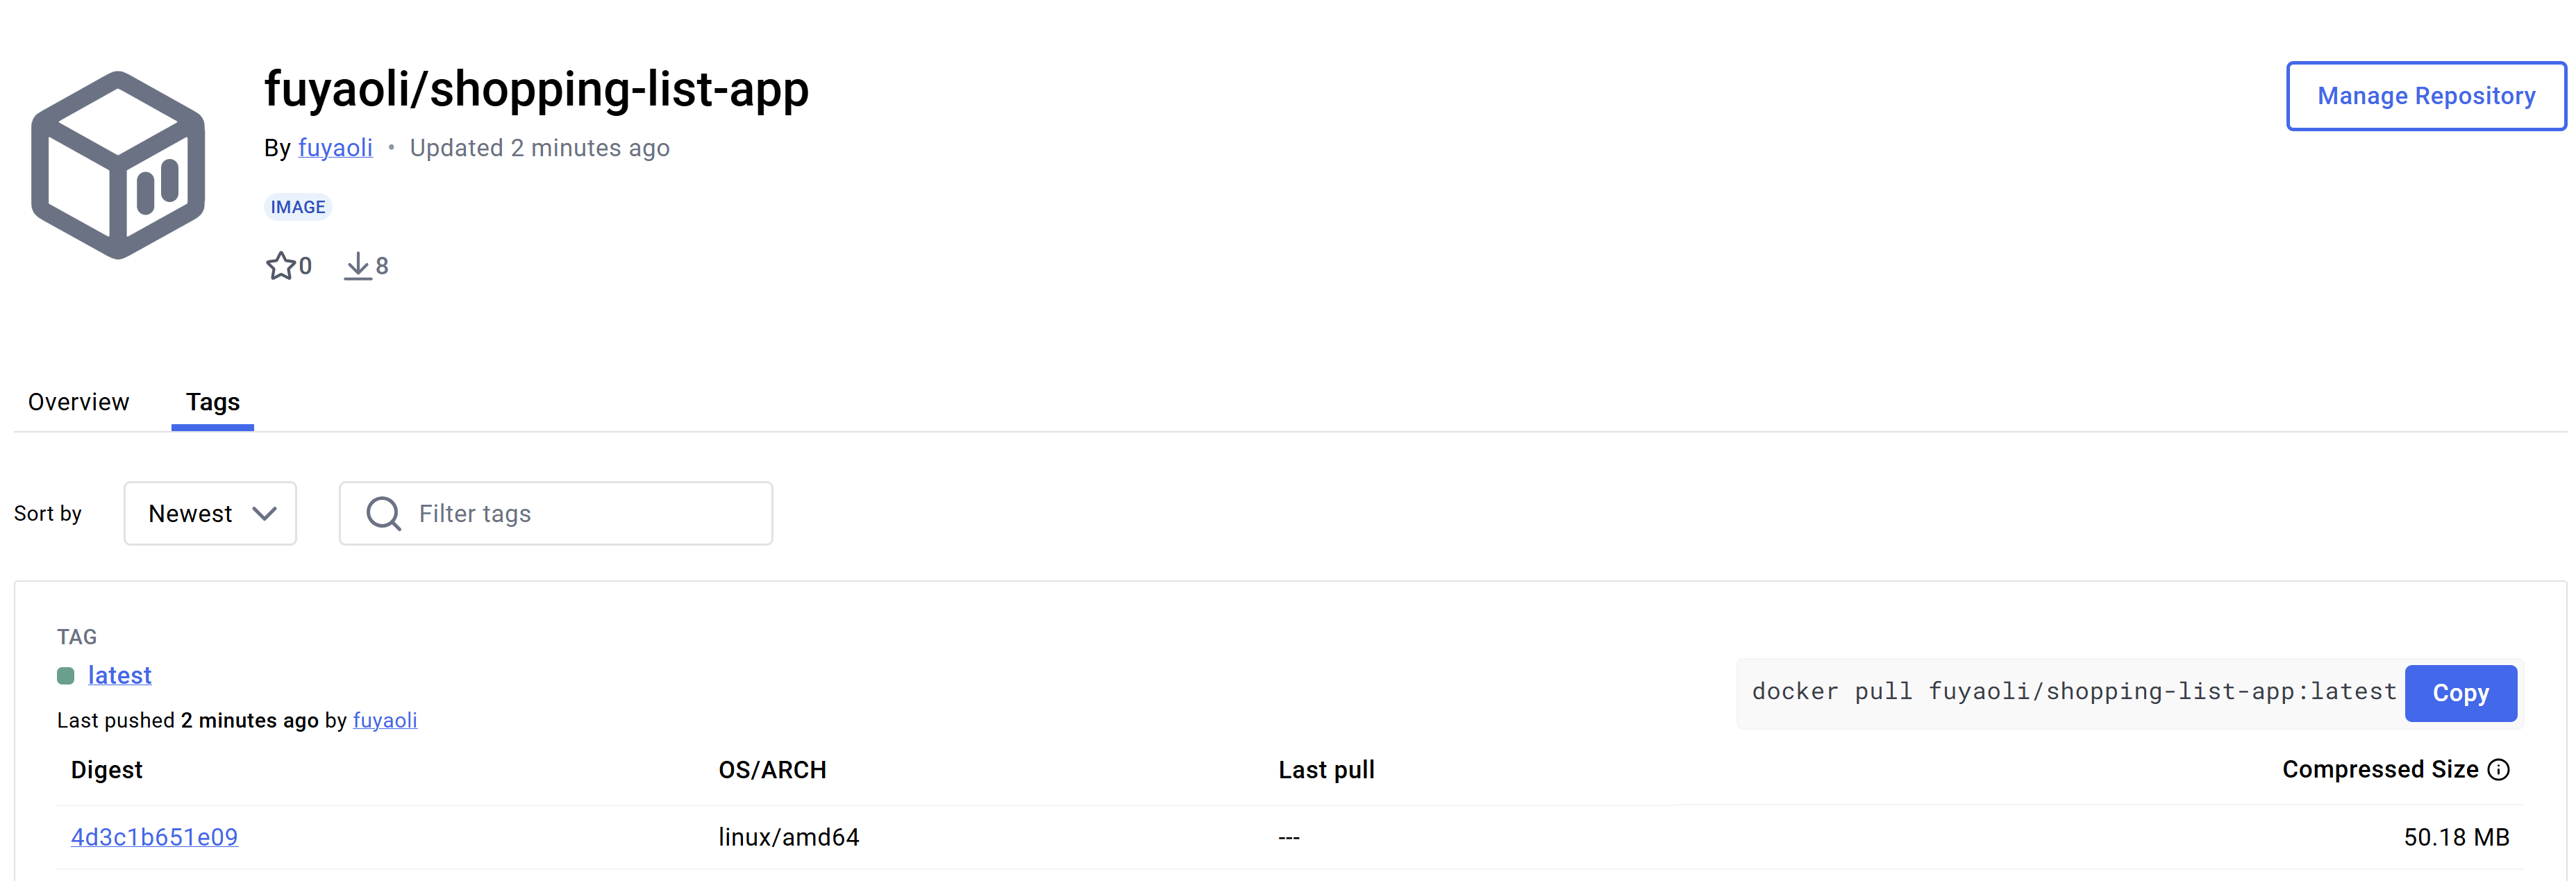 fuyaoli/shopping-list-app
Manage Repository
By fuyaoli • Updated 2 minutes ago
IMAGE
0 8
Overview Tags
Sort by Newest Filter tags
TAG
latest
docker pull fuyaoli/shopping-list-app:latest Copy
Last pushed 2 minutes ago by fuyaoli
Digest OS/ARCH Last pull Compressed Size
4d3c1b651e09 linux/amd64 --- 50.18 MB